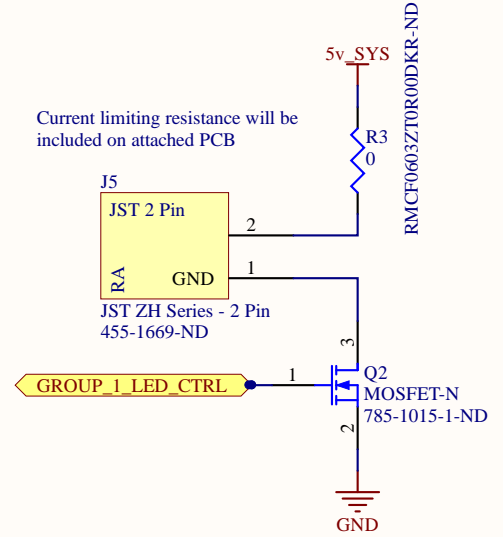 5v_SYS
RMCF0603ZT0R00DKR-ND
Current limiting resistance will be
included on attached PCB
R3
0
J5
JST 2 Pin
2
RA
GND
1
JST ZH Series - 2 Pin
455-1669-ND
3
GROUP_1_LED_CTRL
1
Q2
MOSFET-N
785-1015-1-ND
2
GND